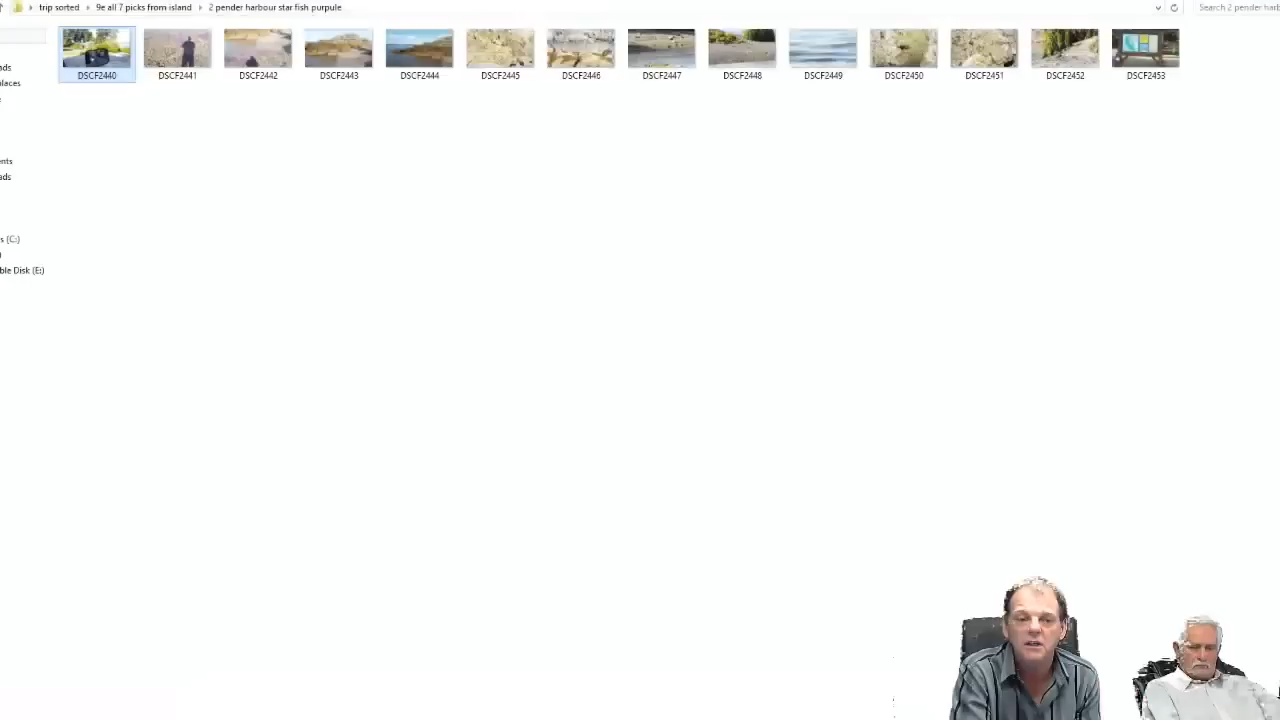 trip sorted > 9e all 7 picks from island > 2 pender harbour star fish purpule
Search 2 pender hark
DSCF2440 DSCF2441 DSCF2442 DSCF2443 DSCF2444 DSCF2445 DSCF2446 DSCF2447 DSCF2448 DSCF2449 DSCF2450 DSCF2451 DSCF2452 DSCF2453
ads
laces
ents
ads
s (C:)
)
ble Disk (E:)